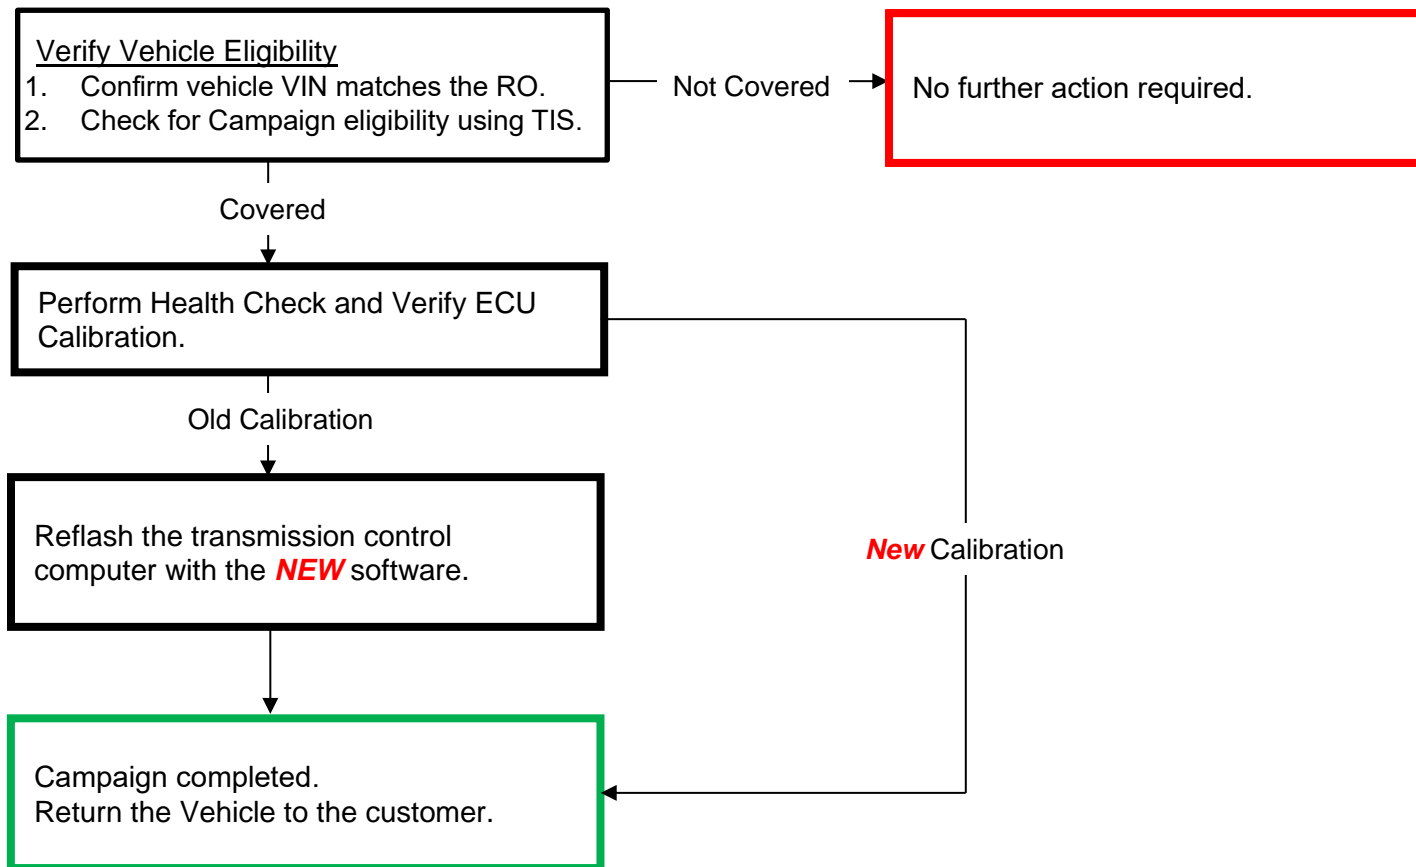 Verify Vehicle Eligibility
1. Confirm vehicle VIN matches the RO.
2. Check for Campaign eligibility using TIS.
Not Covered
No further action required.
Covered
Perform Health Check and Verify ECU
Calibration.
Old Calibration
Reflash the transmission control
computer with the NEW software.
New Calibration
Campaign completed.
Return the Vehicle to the customer.